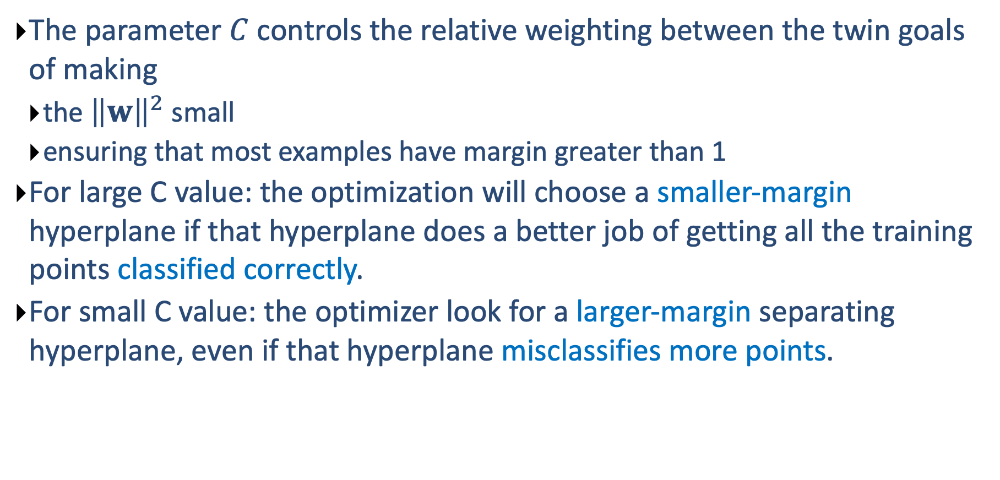 The parameter 𝐶 controls the relative weighting between the twin goals
of making
the ‖𝐰‖² small
ensuring that most examples have margin greater than 1
For large C value: the optimization will choose a smaller-margin
hyperplane if that hyperplane does a better job of getting all the training
points classified correctly.
For small C value: the optimizer look for a larger-margin separating
hyperplane, even if that hyperplane misclassifies more points.